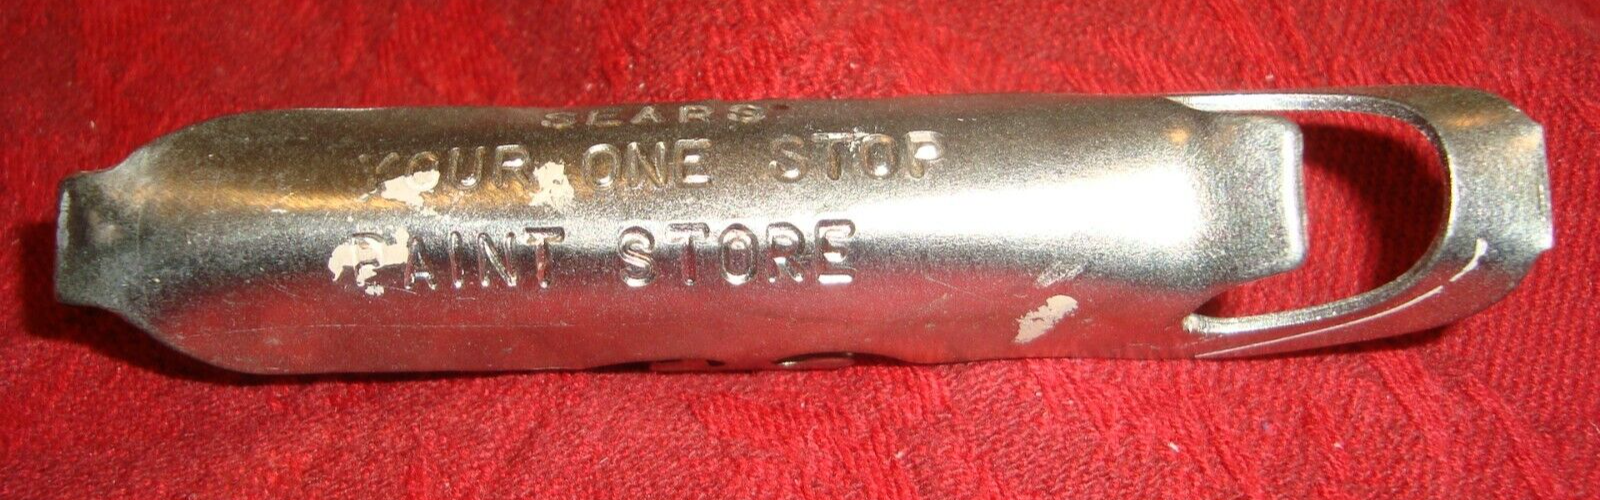 SEARS
YOUR ONE STOP
PAINT STORE